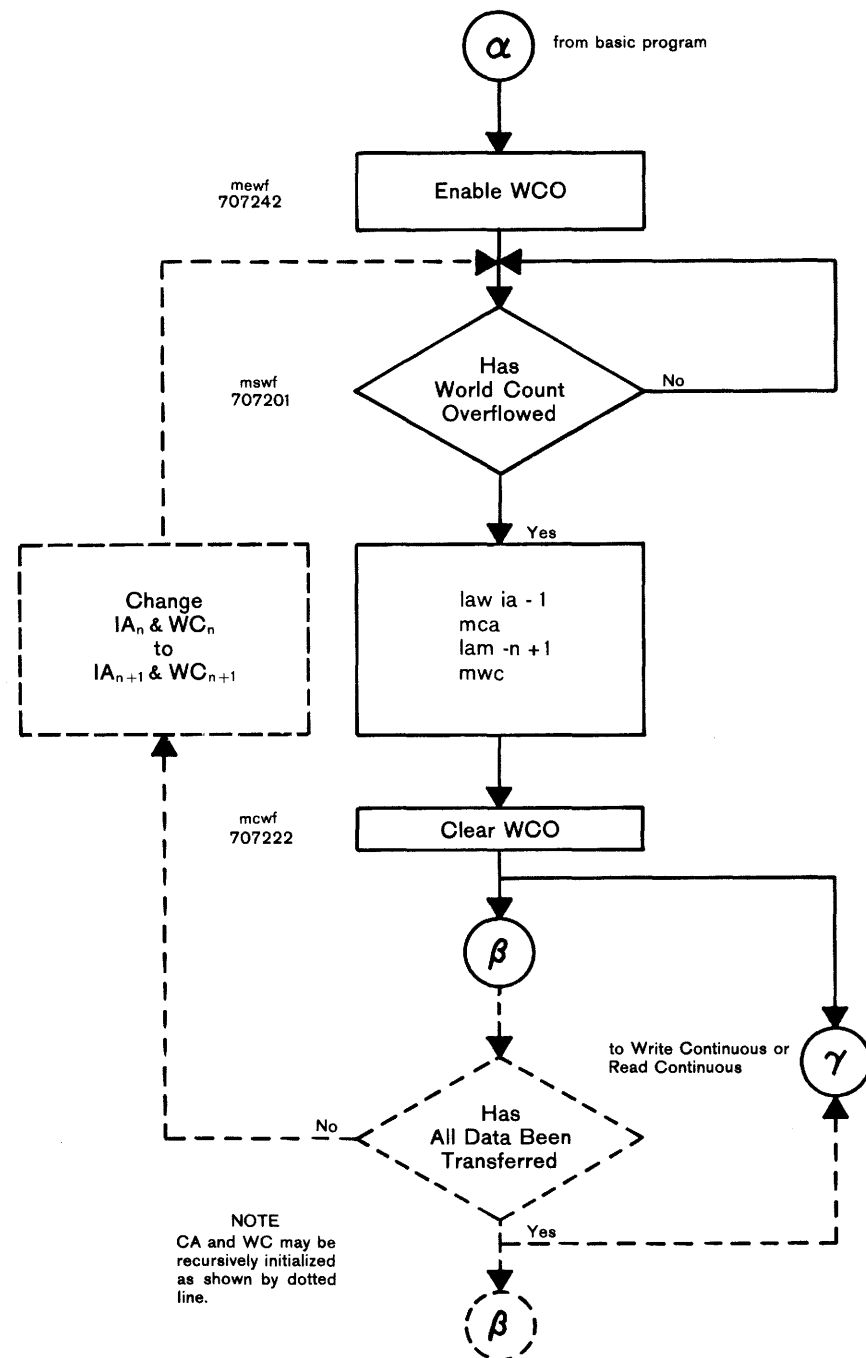 α
from basic program
mewf
707242
Enable WCO
mswf
707201
Has
World Count
Overflowed
No
Yes
Change
IAₙ & WCₙ
to
IAₙ₊₁ & WCₙ₊₁
law ia - 1
mca
lam -n +1
mwc
mcwf
707222
Clear WCO
β
to Write Continuous or
Read Continuous
γ
Has
All Data Been
Transferred
No
Yes
NOTE
CA and WC may be
recursively initialized
as shown by dotted
line.
β